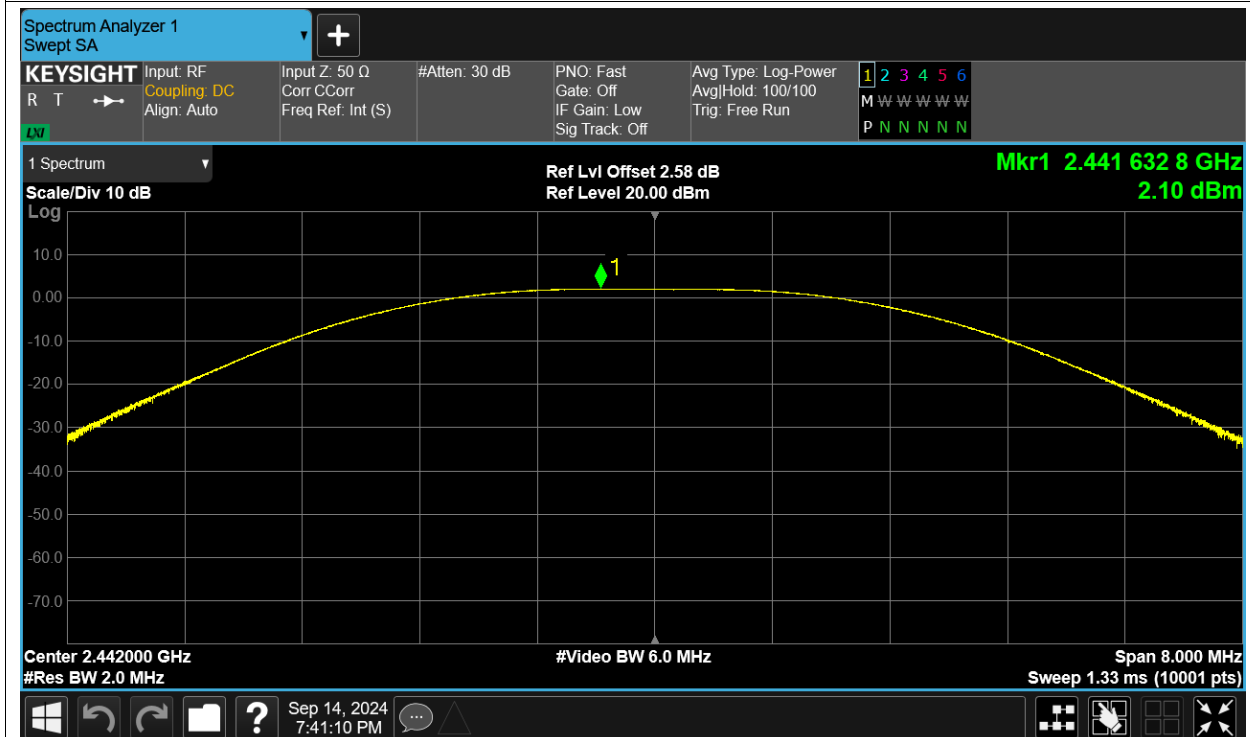 Spectrum Analyzer 1
Swept SA
KEYSIGHT
R T
LXI
Input: RF
Coupling: DC
Align: Auto
Input Z: 50 Ω
Corr CCorr
Freq Ref: Int (S)
#Atten: 30 dB
PNO: Fast
Gate: Off
IF Gain: Low
Sig Track: Off
Avg Type: Log-Power
Avg|Hold: 100/100
Trig: Free Run
1 2 3 4 5 6
M W W W W W
P N N N N N
1 Spectrum
Scale/Div 10 dB
Log
Ref Lvl Offset 2.58 dB
Ref Level 20.00 dBm
Mkr1 2.441 632 8 GHz
2.10 dBm
1
10.0
0.00
-10.0
-20.0
-30.0
-40.0
-50.0
-60.0
-70.0
Center 2.442000 GHz
#Res BW 2.0 MHz
#Video BW 6.0 MHz
Span 8.000 MHz
Sweep 1.33 ms (10001 pts)
?
Sep 14, 2024
7:41:10 PM